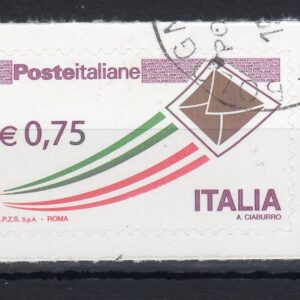 Posteitaliane
€ 0,75
ITALIA
A. CIABURRO
.P.Z.S. S.p.A. - ROMA